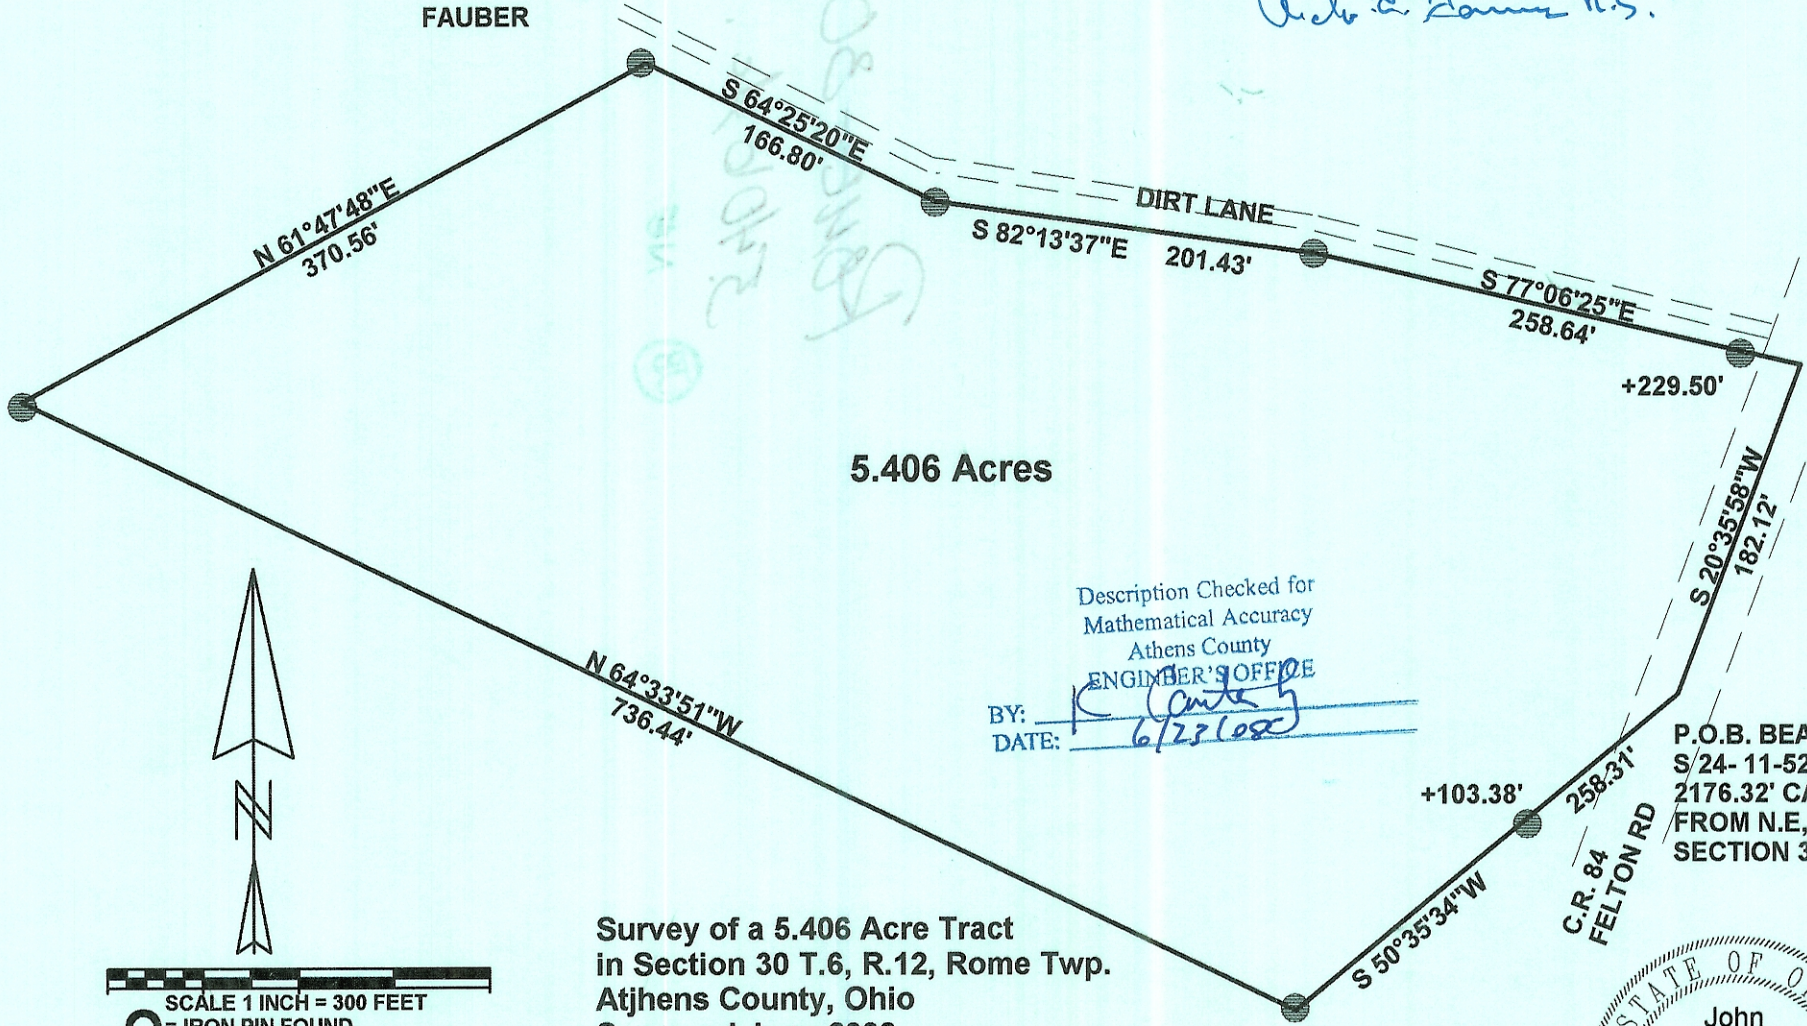 FAUBER
S 64°25'20"E
166.80'
N 61°47'48"E
370.56'
DIRT LANE
S 82°13'37"E 201.43'
S 77°06'25"E
258.64'
+229.50'
5.406 Acres
S 20°35'58"W
182.12'
Description Checked for
Mathematical Accuracy
Athens County
ENGINEER'S OFFICE
BY:
DATE: 6/23/08
N 64°33'51"W
736.44'
+103.38'
258.31'
P.O.B. BEA
S 24- 11-52
2176.32' CA
FROM N.E,
SECTION 3
C.R. 84
FELTON RD
S 50°35'34"W
N
Survey of a 5.406 Acre Tract
in Section 30 T.6, R.12, Rome Twp.
Atjhens County, Ohio
SCALE 1 INCH = 300 FEET
= IRON PIN FOUND
STATE OF O
John